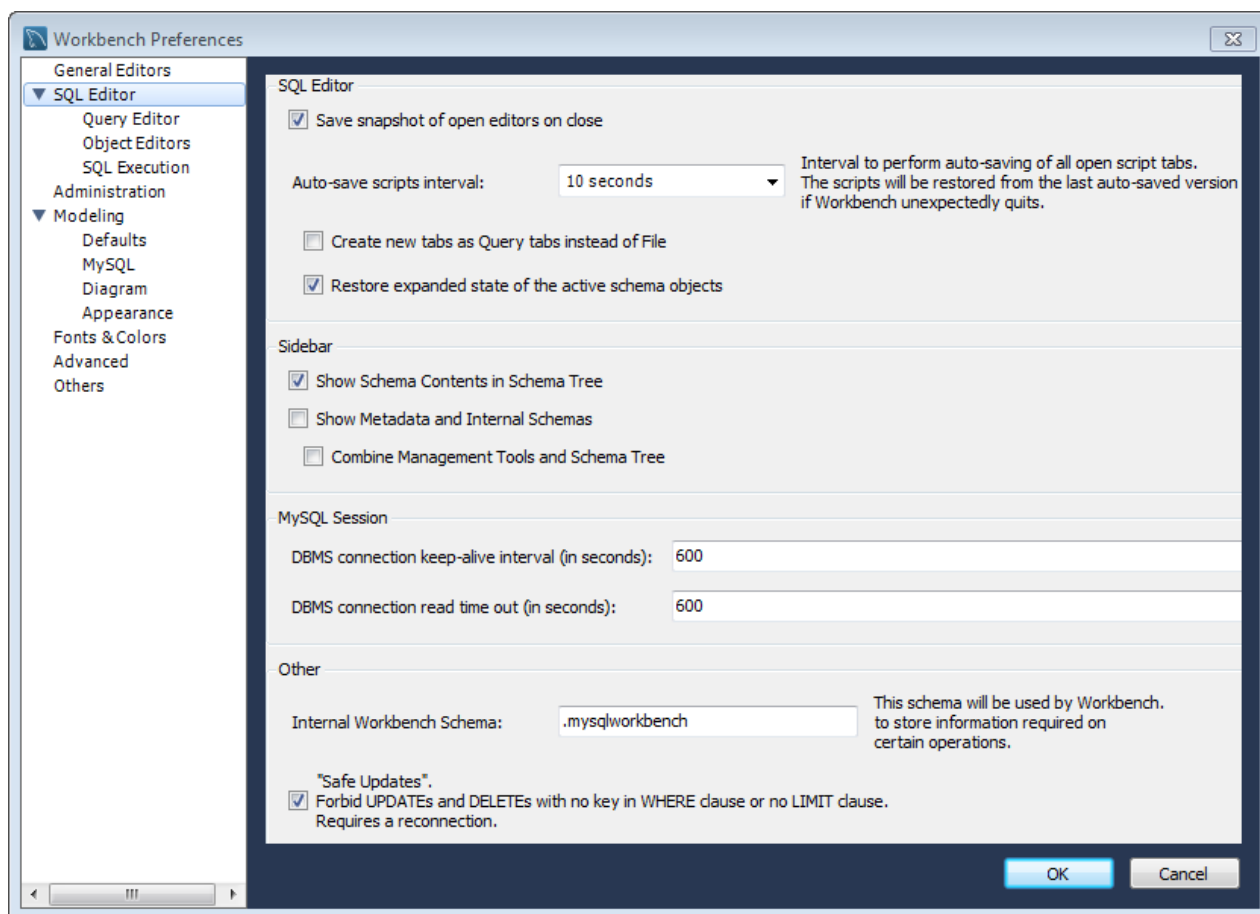 Workbench Preferences
General Editors
SQL Editor
Query Editor
Object Editors
SQL Execution
Administration
Modeling
Defaults
MySQL
Diagram
Appearance
Fonts & Colors
Advanced
Others
SQL Editor
Save snapshot of open editors on close
Auto-save scripts interval:
10 seconds
Interval to perform auto-saving of all open script tabs.
The scripts will be restored from the last auto-saved version
if Workbench unexpectedly quits.
Create new tabs as Query tabs instead of File
Restore expanded state of the active schema objects
Sidebar
Show Schema Contents in Schema Tree
Show Metadata and Internal Schemas
Combine Management Tools and Schema Tree
MySQL Session
DBMS connection keep-alive interval (in seconds): 600
DBMS connection read time out (in seconds): 600
Other
Internal Workbench Schema:
.mysqlworkbench
This schema will be used by Workbench.
to store information required on
certain operations.
"Safe Updates".
Forbid UPDATEs and DELETEs with no key in WHERE clause or no LIMIT clause.
Requires a reconnection.
OK Cancel